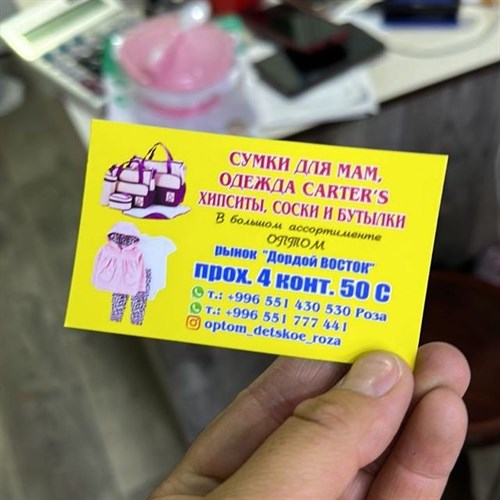 СУМКИ ДЛЯ МАМ,
ОДЕЖДА CARTER'S
ХИПСИТЫ, СОСКИ И БУТЫЛКИ
В большом ассортименте
ОПТОМ
рынок "Дордой ВОСТОК"
прох. 4 конт. 50 С
т.: +996 551 430 530 Роза
т.: +996 551 777 441
optom_detskoe_roza